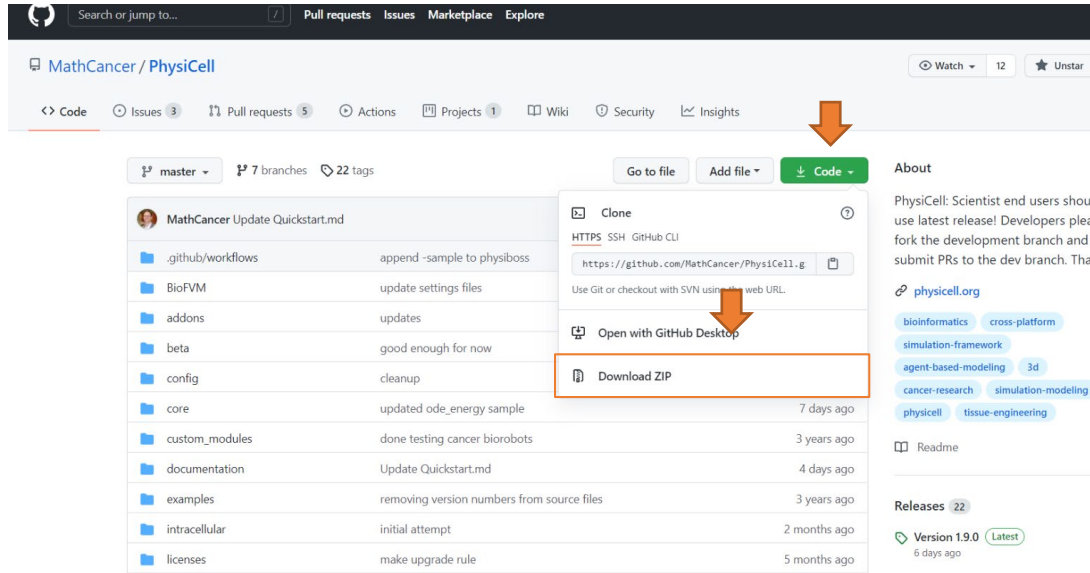 Search or jump to... / Pull requests Issues Marketplace Explore
MathCancer / PhysiCell
Watch 12 Unstar
Code Issues 3 Pull requests 5 Actions Projects 1 Wiki Security Insights
master 7 branches 22 tags Go to file Add file Code
MathCancer Update Quickstart.md
.github/workflows append -sample to physiboss
BioFVM update settings files
addons updates
beta good enough for now
config cleanup
core updated ode_energy sample 7 days ago
custom_modules done testing cancer biorobots 3 years ago
documentation Update Quickstart.md 4 days ago
examples removing version numbers from source files 3 years ago
intracellular initial attempt 2 months ago
licenses make upgrade rule 5 months ago
Clone
HTTPS SSH GitHub CLI
https://github.com/MathCancer/PhysiCell.g
Use Git or checkout with SVN using the web URL.
Open with GitHub Desktop
Download ZIP
About
PhysiCell: Scientist end users shou
use latest release! Developers plea
fork the development branch and
submit PRs to the dev branch. Tha
physicell.org
bioinformatics cross-platform
simulation-framework
agent-based-modeling 3d
cancer-research simulation-modeling
physicell tissue-engineering
Readme
Releases 22
Version 1.9.0 Latest
6 days ago